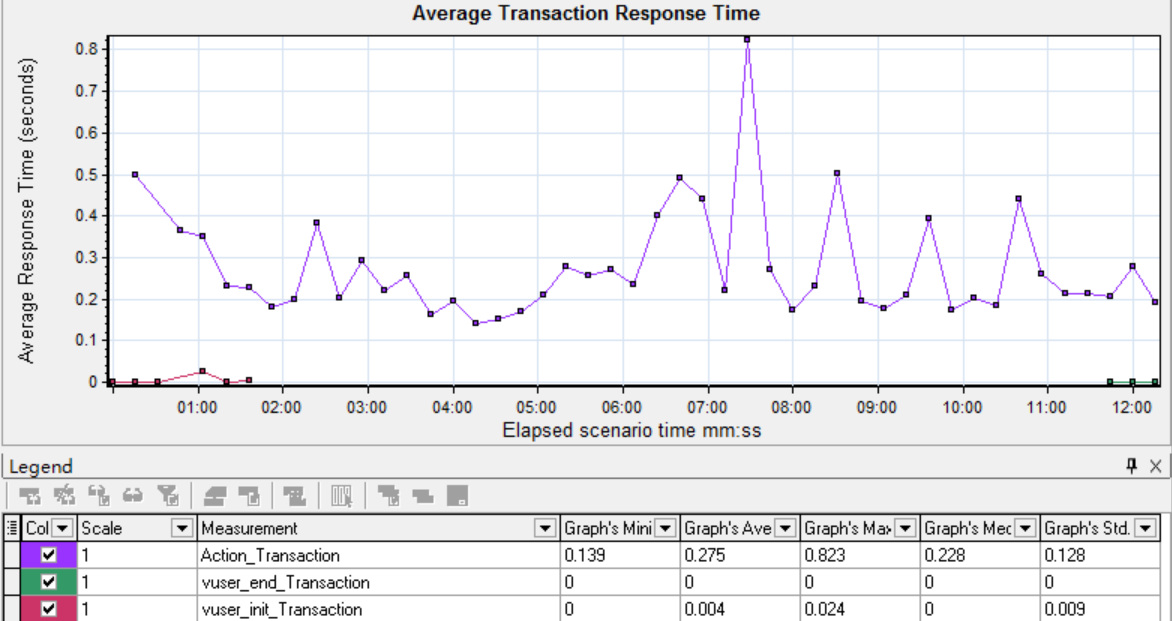 Average Transaction Response Time
Average Response Time (seconds)
0.8
0.7
0.6
0.5
0.4
0.3
0.2
0.1
0
01:00 02:00 03:00 04:00 05:00 06:00 07:00 08:00 09:00 10:00 11:00 12:00
Elapsed scenario time mm:ss
Legend
Col Scale Measurement Graph's Mini Graph's Ave Graph's Max Graph's Mec Graph's Std.
1 Action_Transaction 0.139 0.275 0.823 0.228 0.128
1 vuser_end_Transaction 0 0 0 0 0
1 vuser_init_Transaction 0 0.004 0.024 0 0.009